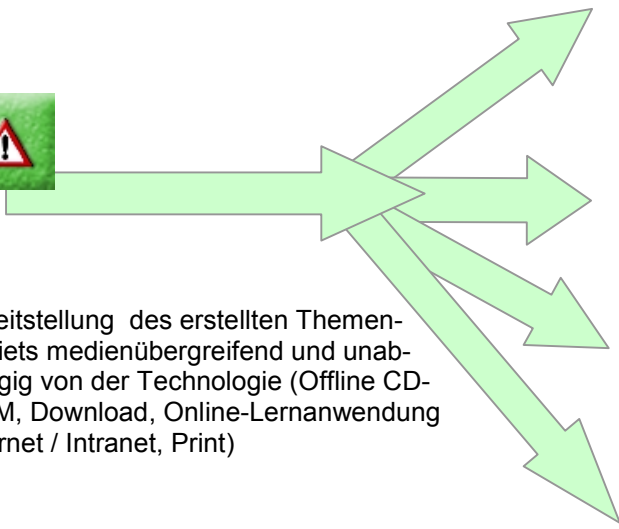 !
eitstellung des erstellten Themen-
iets medienübergreifend und unab-
gig von der Technologie (Offline CD-
M, Download, Online-Lernanwendung
rnet / Intranet, Print)